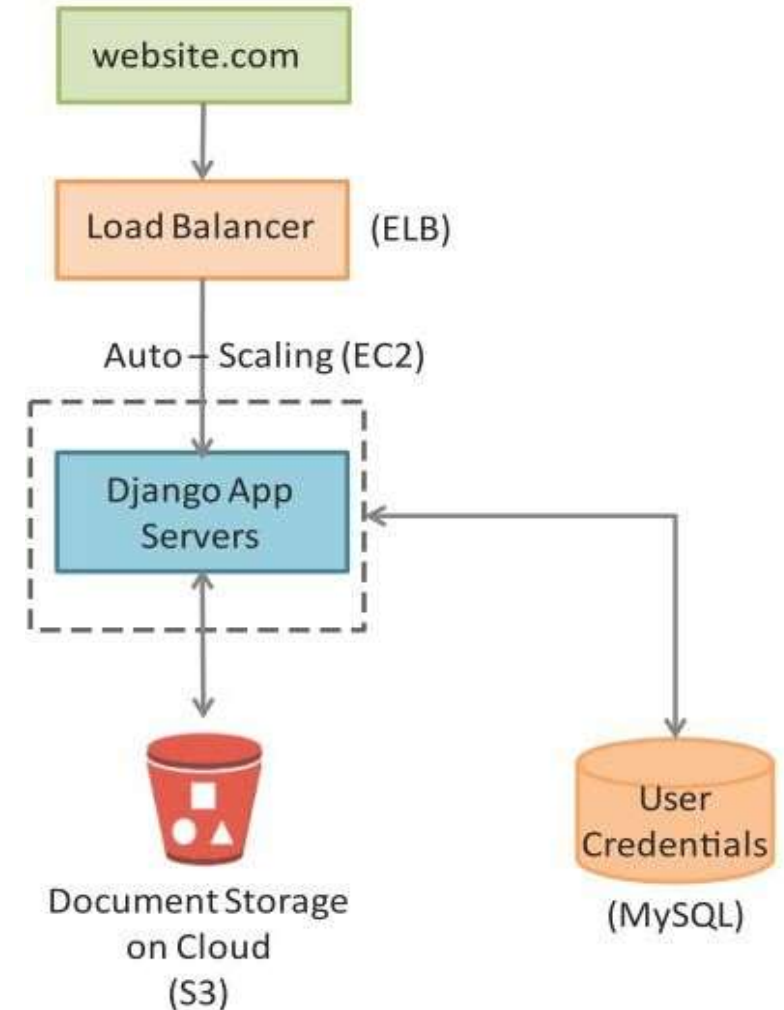 website.com
Load Balancer
(ELB)
Auto – Scaling (EC2)
Django App
Servers
Document Storage
on Cloud
(S3)
User
Credentials
(MySQL)